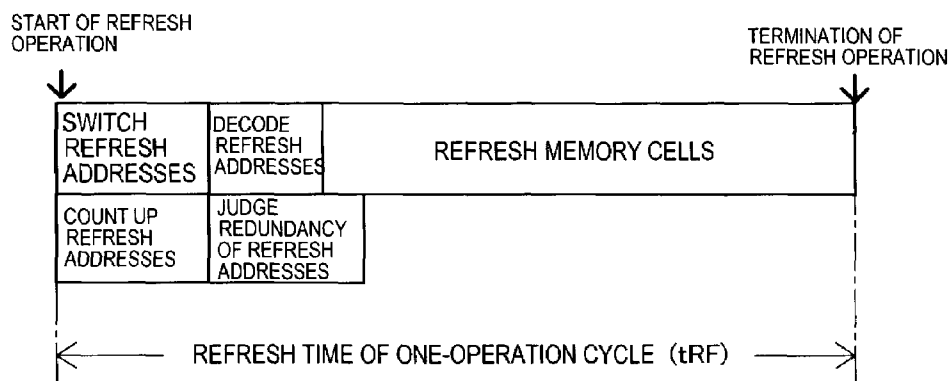 START OF REFRESH
OPERATION
TERMINATION OF
REFRESH OPERATION
SWITCH
REFRESH
ADDRESSES
DECODE
REFRESH
ADDRESSES
REFRESH MEMORY CELLS
COUNT UP
REFRESH
ADDRESSES
JUDGE
REDUNDANCY
OF REFRESH
ADDRESSES
REFRESH TIME OF ONE-OPERATION CYCLE (tRF)